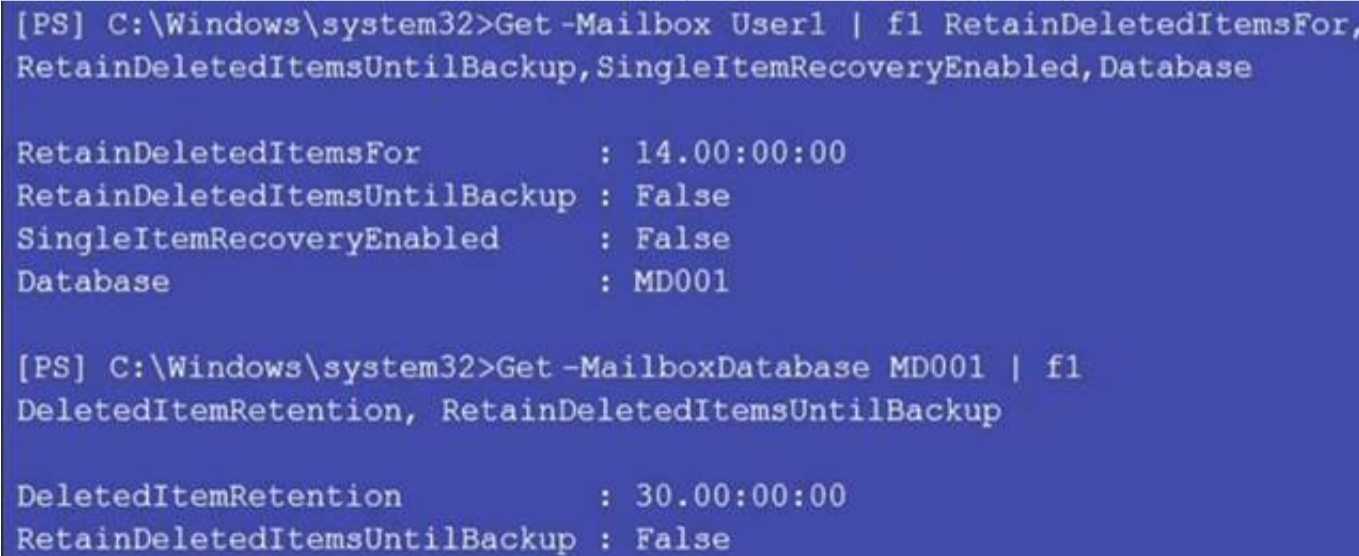 [PS] C:\Windows\system32>Get-Mailbox User1 | fl RetainDeletedItemsFor,
RetainDeletedItemsUntilBackup,SingleItemRecoveryEnabled,Database
RetainDeletedItemsFor : 14.00:00:00
RetainDeletedItemsUntilBackup : False
SingleItemRecoveryEnabled : False
Database : MD001
[PS] C:\Windows\system32>Get-MailboxDatabase MD001 | fl
DeletedItemRetention, RetainDeletedItemsUntilBackup
DeletedItemRetention : 30.00:00:00
RetainDeletedItemsUntilBackup : False